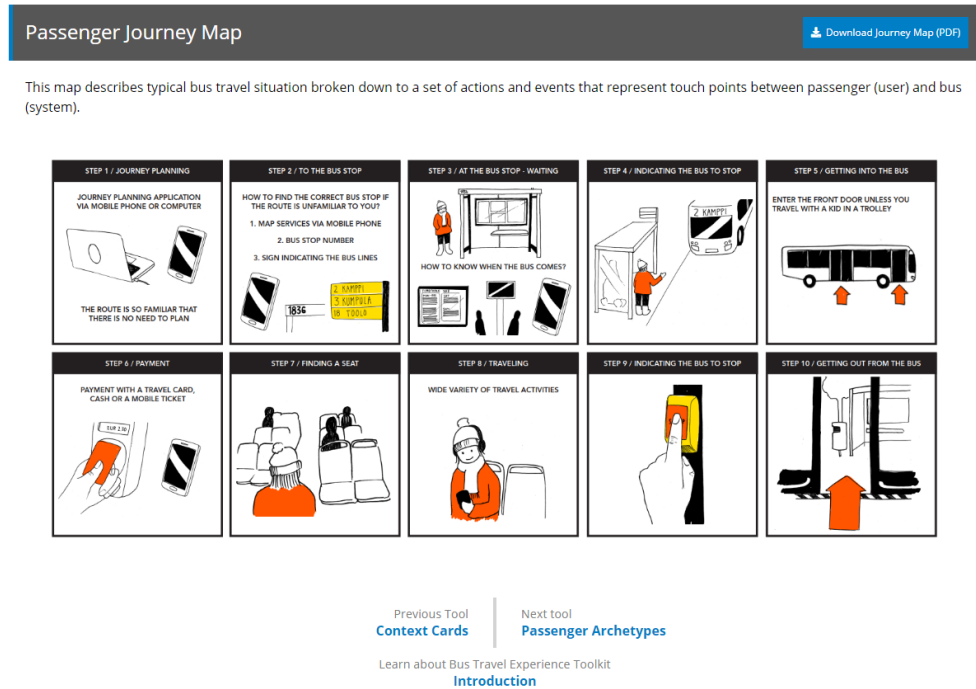 Passenger Journey Map
Download Journey Map (PDF)
This map describes typical bus travel situation broken down to a set of actions and events that represent touch points between passenger (user) and bus
(system).
STEP 1 / JOURNEY PLANNING
JOURNEY PLANNING APPLICATION
VIA MOBILE PHONE OR COMPUTER
THE ROUTE IS SO FAMILIAR THAT
THERE IS NO NEED TO PLAN
STEP 2 / TO THE BUS STOP
HOW TO FIND THE CORRECT BUS STOP IF
THE ROUTE IS UNFAMILIAR TO YOU?
1. MAP SERVICES VIA MOBILE PHONE
2. BUS STOP NUMBER
3. SIGN INDICATING THE BUS LINES
1836
2 KAMPPI
3 KUMPULA
18 TÖÖLÖ
STEP 3 / AT THE BUS STOP - WAITING
HOW TO KNOW WHEN THE BUS COMES?
STEP 4 / INDICATING THE BUS TO STOP
2 KAMPPI
STEP 5 / GETTING INTO THE BUS
ENTER THE FRONT DOOR UNLESS YOU
TRAVEL WITH A KID IN A TROLLEY
STEP 6 / PAYMENT
PAYMENT WITH A TRAVEL CARD,
CASH OR A MOBILE TICKET
STEP 7 / FINDING A SEAT
STEP 8 / TRAVELING
WIDE VARIETY OF TRAVEL ACTIVITIES
STEP 9 / INDICATING THE BUS TO STOP
STEP 10 / GETTING OUT FROM THE BUS
Previous Tool
Context Cards
Next tool
Passenger Archetypes
Learn about Bus Travel Experience Toolkit
Introduction